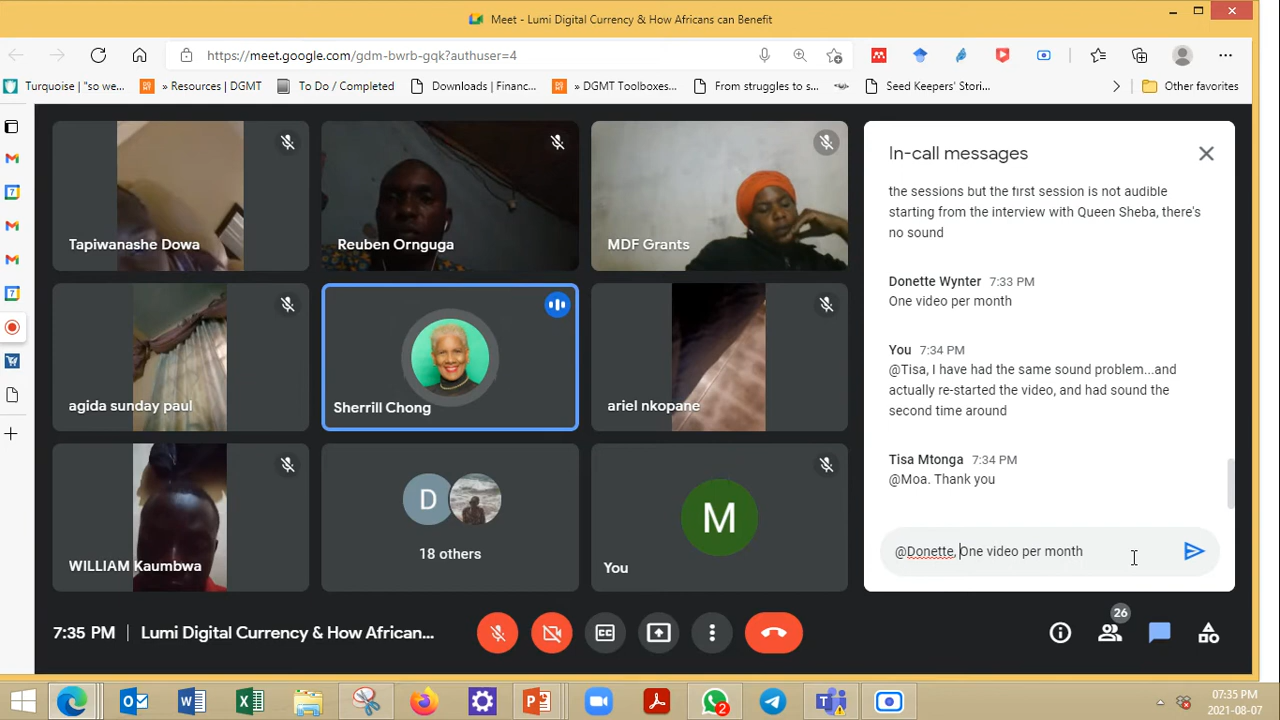 Meet - Lumi Digital Currency & How Africans can Benefit
https://meet.google.com/gdm-bwrb-gqk?authuser=4
Turquoise | "so we...
» Resources | DGMT
To Do / Completed
Downloads | Financ...
» DGMT Toolboxes...
From struggles to s...
Seed Keepers' Stori...
Other favorites
Tapiwanashe Dowa
Reuben Ornguga
MDF Grants
agida sunday paul
Sherrill Chong
ariel nkopane
WILLIAM Kaumbwa
D
18 others
M
You
In-call messages
the sessions but the first session is not audible
starting from the interview with Queen Sheba, there's
no sound
Donette Wynter 7:33 PM
One video per month
You 7:34 PM
@Tisa, I have had the same sound problem...and
actually re-started the video, and had sound the
second time around
Tisa Mtonga 7:34 PM
@Moa. Thank you
@Donette, One video per month
7:35 PM | Lumi Digital Currency & How African...
26
2
07:35 PM
2021-08-07